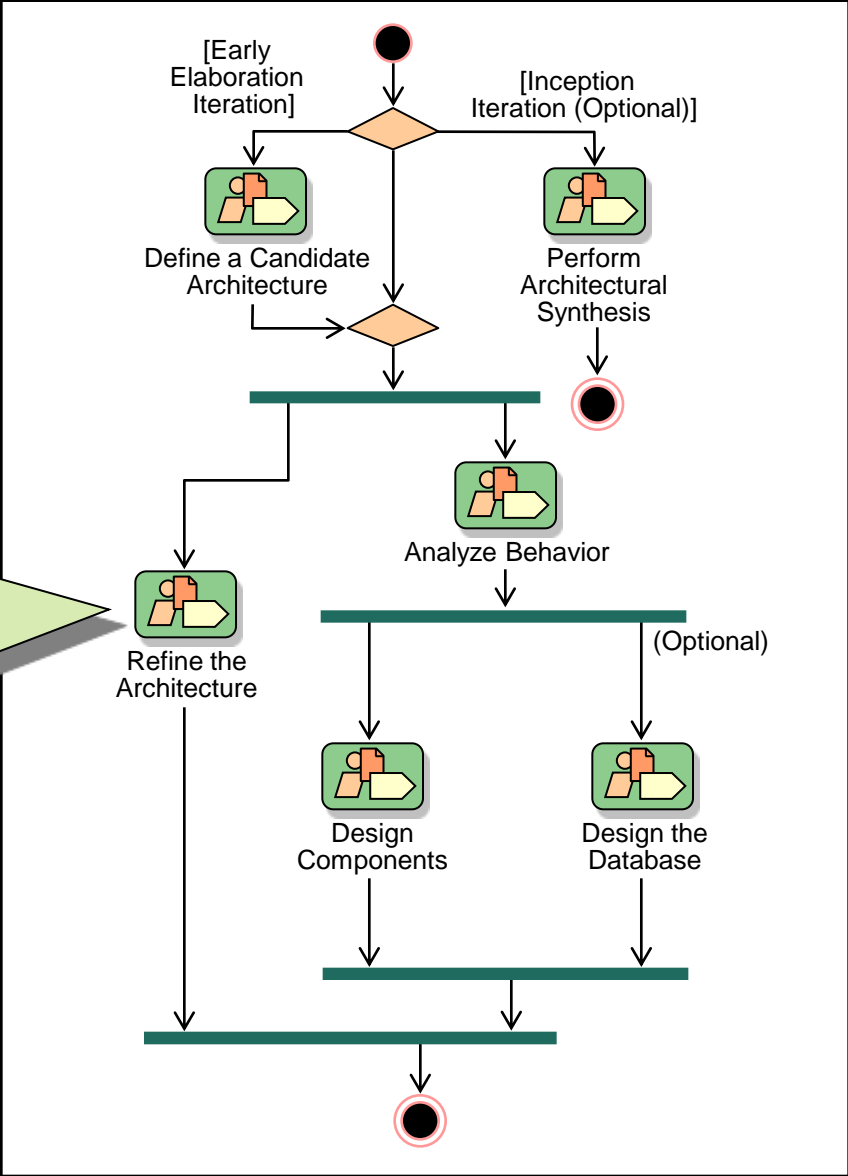 [Early
Elaboration
Iteration]
[Inception
Iteration (Optional)]
Define a Candidate
Architecture
Perform
Architectural
Synthesis
Analyze Behavior
(Optional)
Refine the
Architecture
Design
Components
Design the
Database